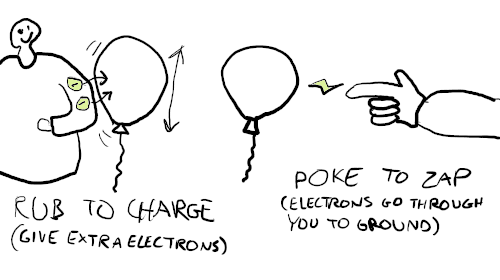 RUB TO CHARGE
(GIVE EXTRA ELECTRONS)
POKE TO ZAP
(ELECTRONS GO THROUGH
YOU TO GROUND)